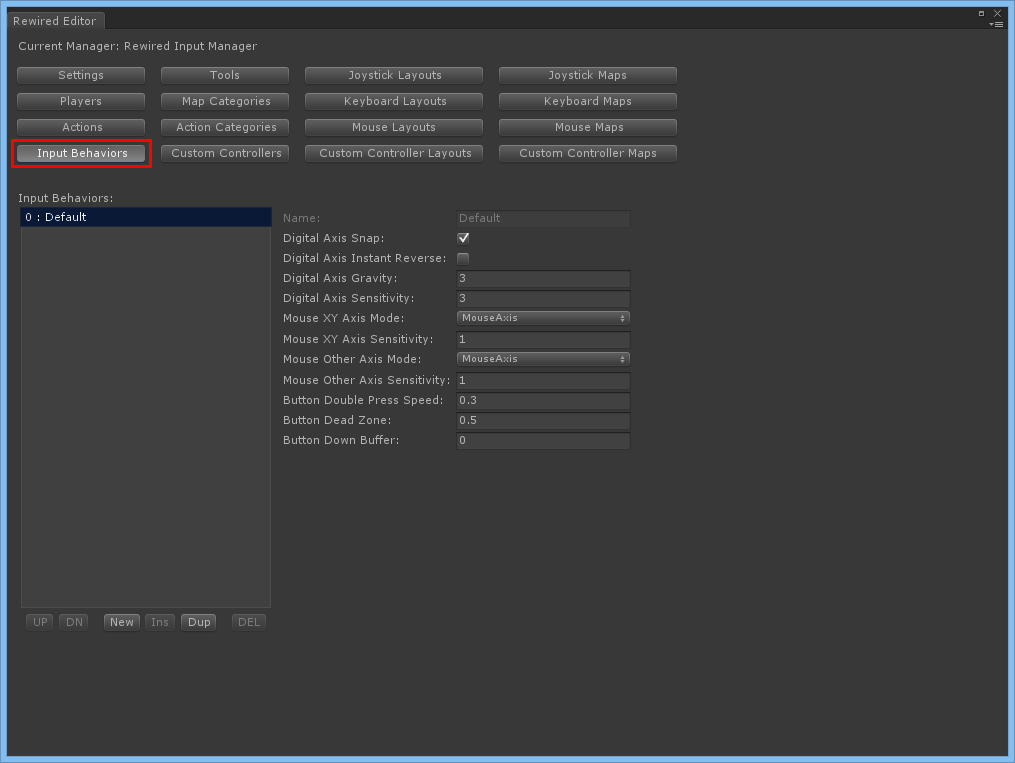 Rewired Editor
Current Manager: Rewired Input Manager
Settings Tools Joystick Layouts Joystick Maps
Players Map Categories Keyboard Layouts Keyboard Maps
Actions Action Categories Mouse Layouts Mouse Maps
Input Behaviors Custom Controllers Custom Controller Layouts Custom Controller Maps
Input Behaviors:
0 : Default
Name: Default
Digital Axis Snap:
Digital Axis Instant Reverse:
Digital Axis Gravity: 3
Digital Axis Sensitivity: 3
Mouse XY Axis Mode: MouseAxis
Mouse XY Axis Sensitivity: 1
Mouse Other Axis Mode: MouseAxis
Mouse Other Axis Sensitivity: 1
Button Double Press Speed: 0.3
Button Dead Zone: 0.5
Button Down Buffer: 0
UP DN New Ins Dup DEL